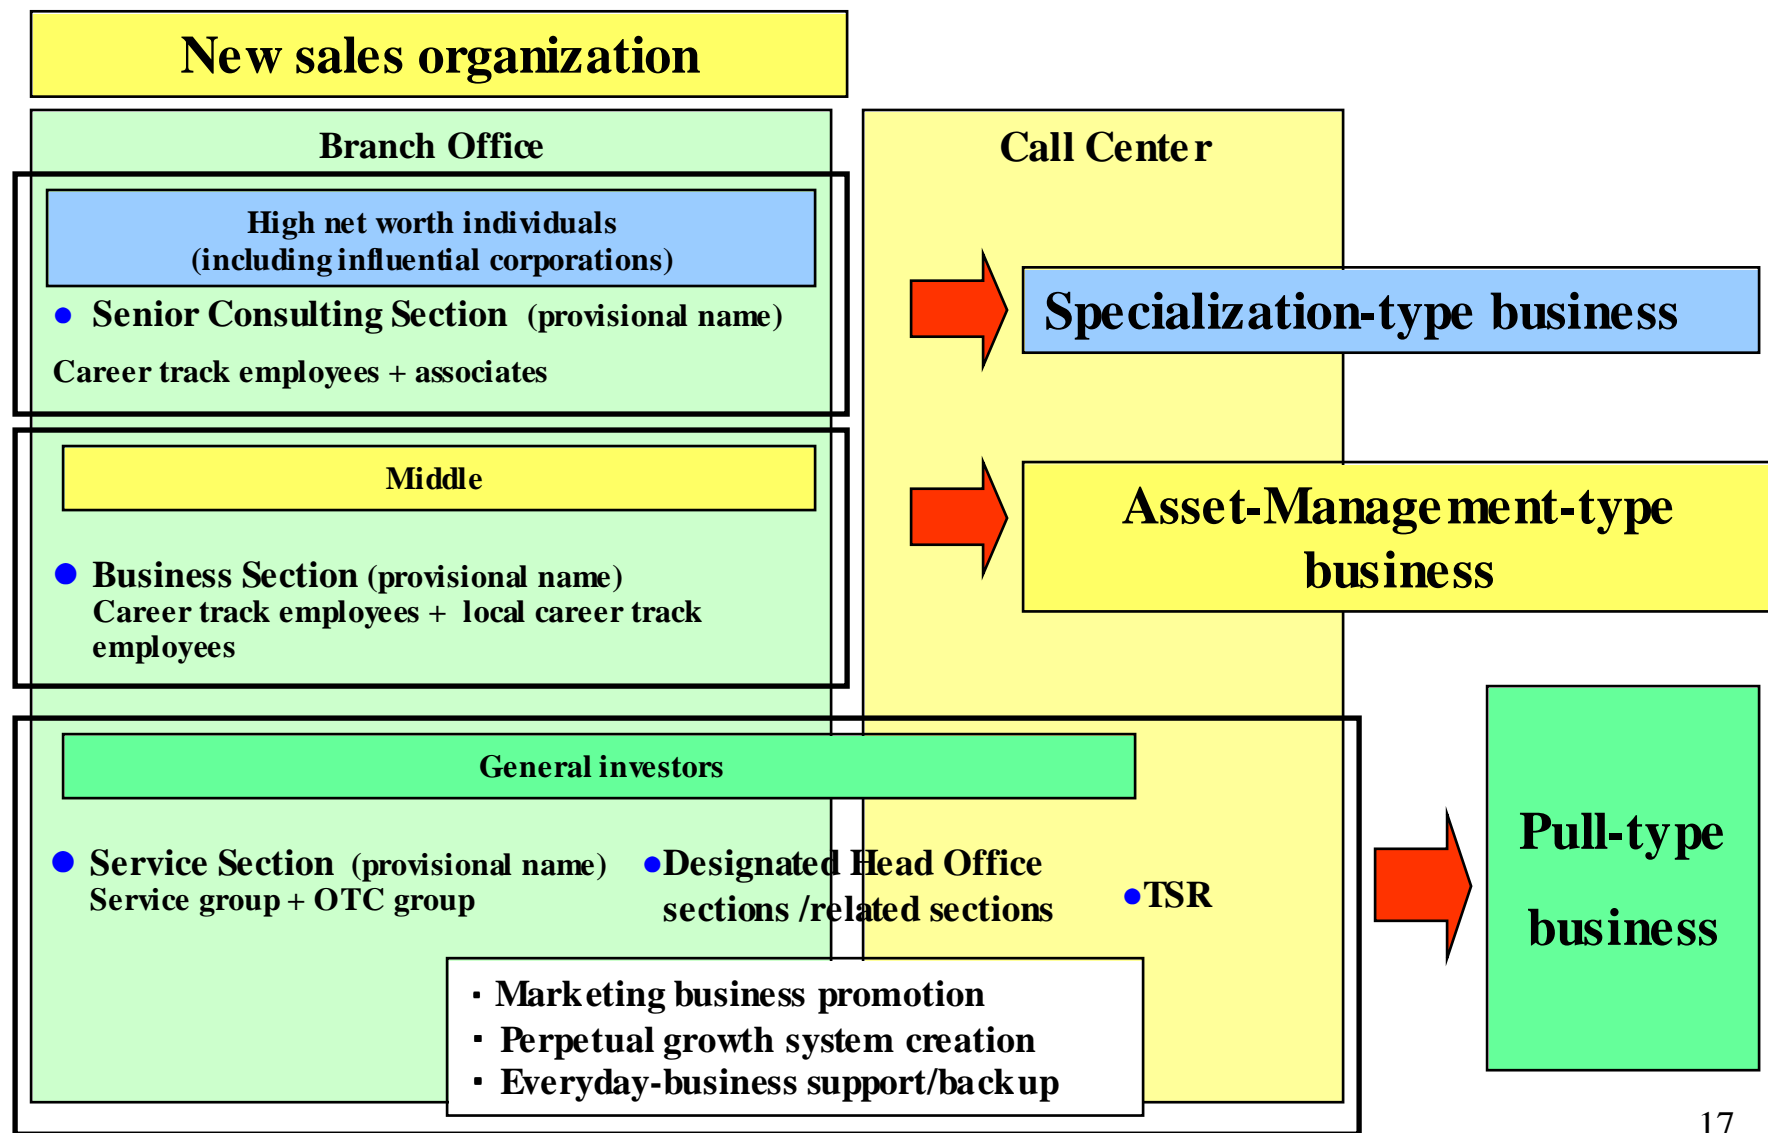 New sales organization
Branch Office
Call Center
High net worth individuals
(including influential corporations)
● Senior Consulting Section (provisional name)
Career track employees + associates
Specialization-type business
Middle
● Business Section (provisional name)
Career track employees + local career track
employees
Asset-Management-type
business
General investors
● Service Section (provisional name)
Service group + OTC group
●Designated Head Office
sections /related sections
●TSR
Pull-type
business
・Marketing business promotion
・Perpetual growth system creation
・Everyday-business support/backup
17